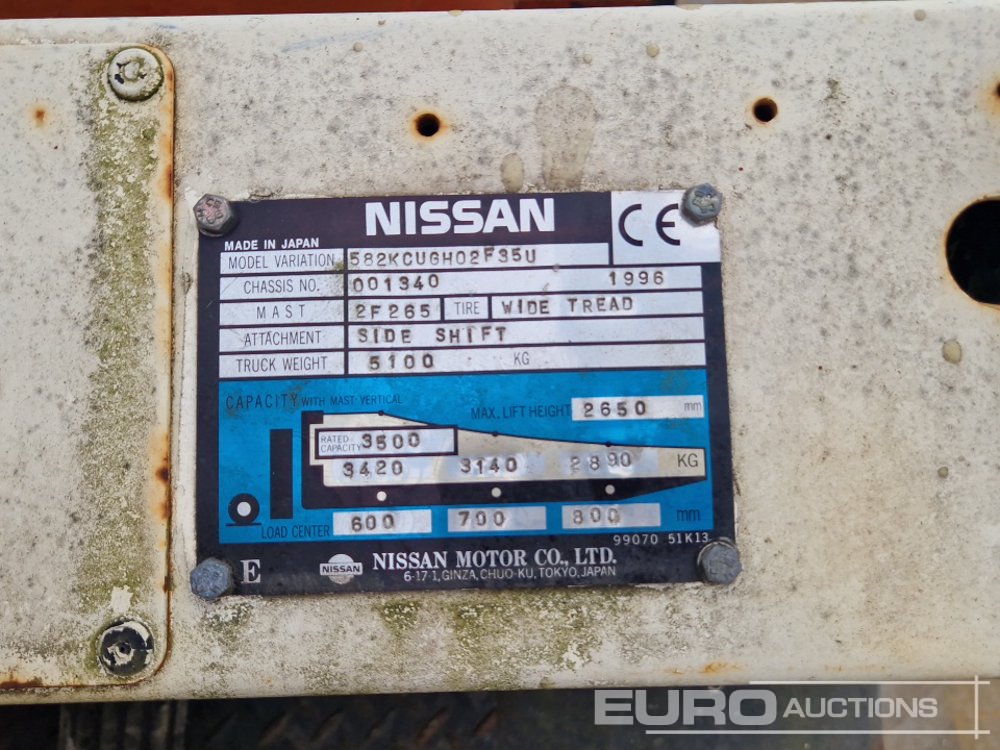 NISSAN
CE
MADE IN JAPAN
MODEL VARIATION 582KCUGH02F35U
CHASSIS NO. 001340 1996
MAST 2F265 TIRE WIDE TREAD
ATTACHMENT SIDE SHIFT
TRUCK WEIGHT 5100 KG
CAPACITY WITH MAST VERTICAL
MAX. LIFT HEIGHT 2650 mm
RATED CAPACITY 3500
3420 3140 2890 KG
LOAD CENTER 600 700 800 mm
99070 51K13
E NISSAN NISSAN MOTOR CO., LTD.
6-17-1, GINZA, CHUO-KU, TOKYO, JAPAN
EURO AUCTIONS